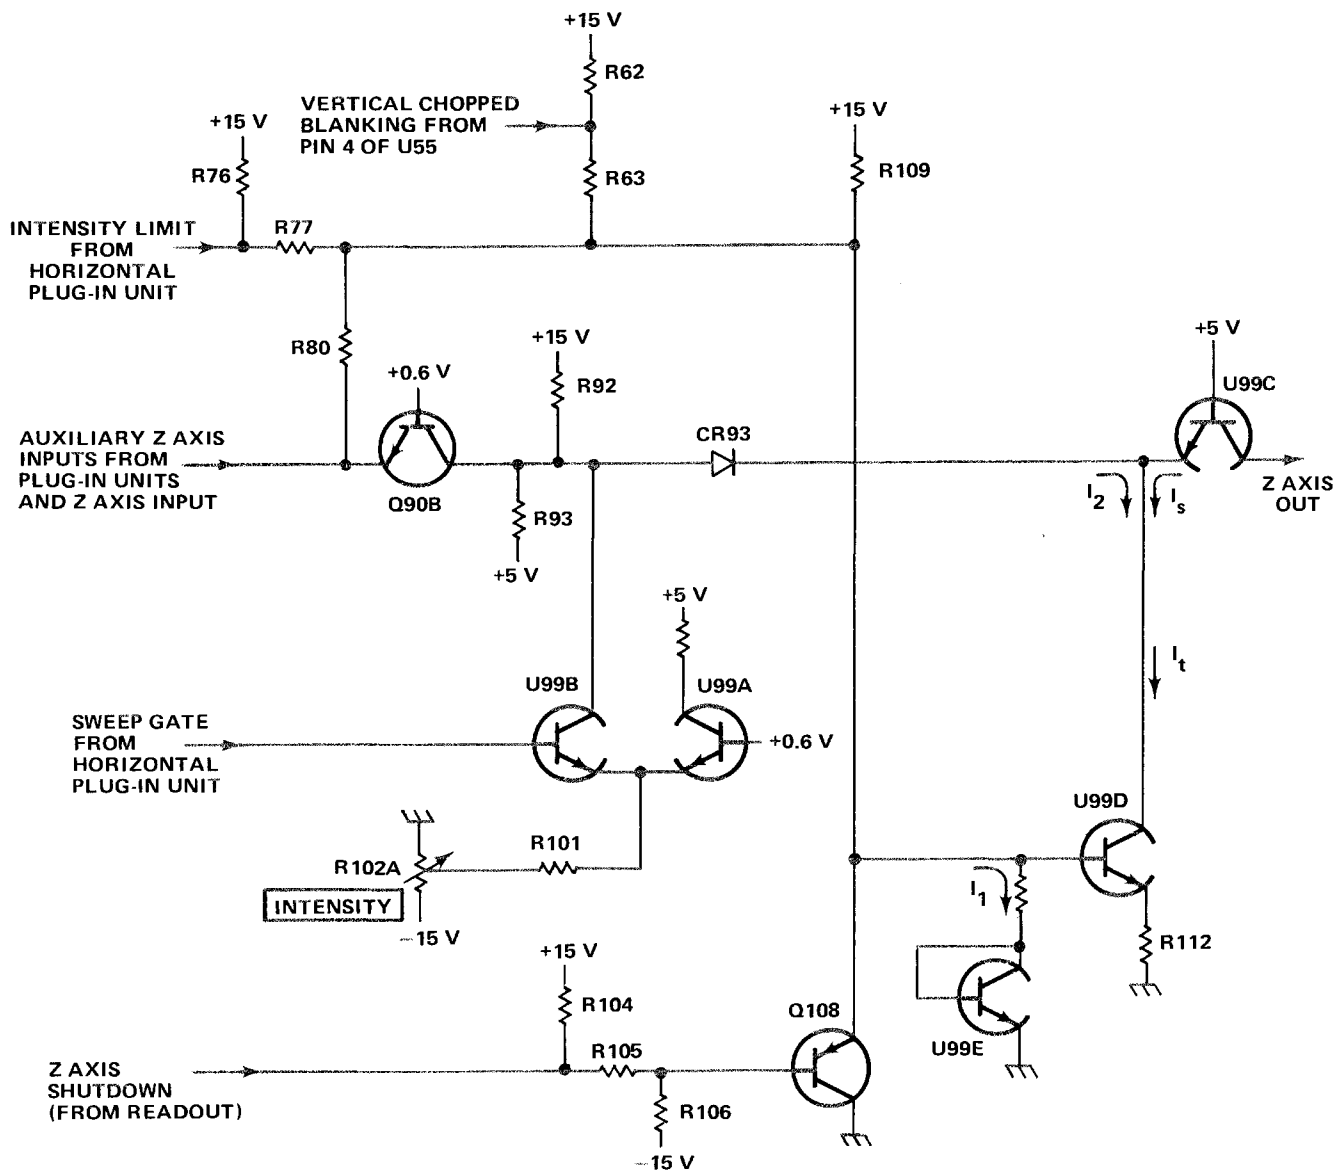 +15 V
R62
VERTICAL CHOPPED
BLANKING FROM
PIN 4 OF U55
+15 V
+15 V
R76
R63
R109
INTENSITY LIMIT
FROM
HORIZONTAL
PLUG-IN UNIT
R77
R80
+0.6 V
+15 V
R92
+5 V
U99C
AUXILIARY Z AXIS
INPUTS FROM
PLUG-IN UNITS
AND Z AXIS INPUT
Q90B
R93
+5 V
CR93
I2
Is
Z AXIS
OUT
+5 V
It
U99B
U99A
SWEEP GATE
FROM
HORIZONTAL
PLUG-IN UNIT
+0.6 V
U99D
R101
R102A
INTENSITY
-15 V
I1
R112
+15 V
R104
Q108
U99E
R105
Z AXIS
SHUTDOWN
(FROM READOUT)
R106
-15 V